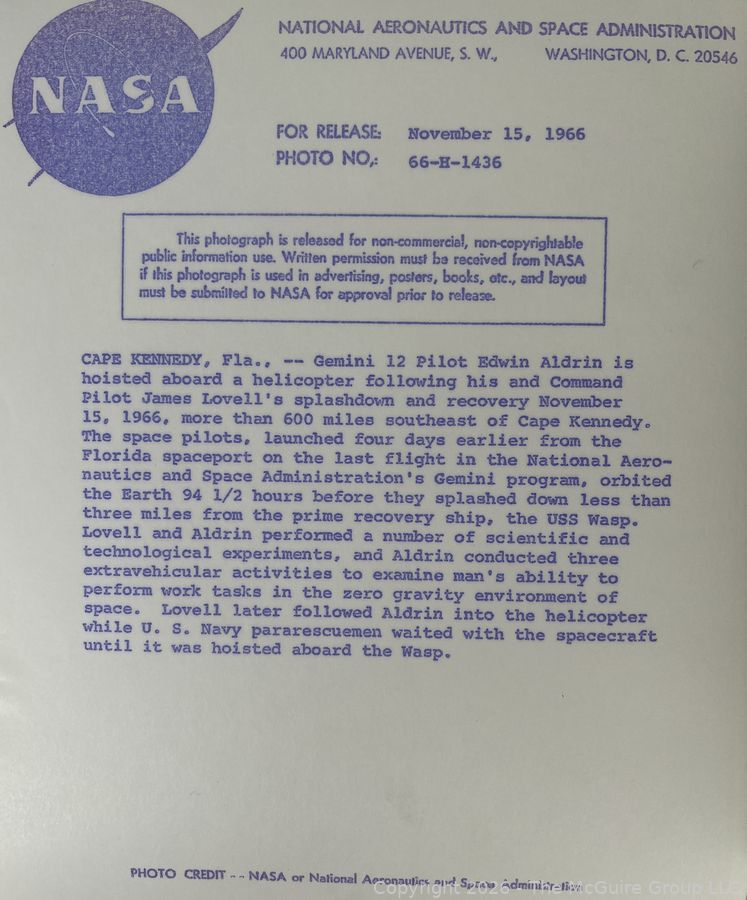 NASA
NATIONAL AERONAUTICS AND SPACE ADMINISTRATION
400 MARYLAND AVENUE, S. W., WASHINGTON, D. C. 20546
FOR RELEASE: November 15, 1966
PHOTO NO,: 66-H-1436
This photograph is released for non-commercial, non-copyrightable
public information use. Written permission must be received from NASA
if this photograph is used in advertising, posters, books, etc., and layout
must be submitted to NASA for approval prior to release.
CAPE KENNEDY, Fla., -- Gemini 12 Pilot Edwin Aldrin is
hoisted aboard a helicopter following his and Command
Pilot James Lovell's splashdown and recovery November
15, 1966, more than 600 miles southeast of Cape Kennedy.
The space pilots, launched four days earlier from the
Florida spaceport on the last flight in the National Aero-
nautics and Space Administration's Gemini program, orbited
the Earth 94 1/2 hours before they splashed down less than
three miles from the prime recovery ship, the USS Wasp.
Lovell and Aldrin performed a number of scientific and
technological experiments, and Aldrin conducted three
extravehicular activities to examine man's ability to
perform work tasks in the zero gravity environment of
space. Lovell later followed Aldrin into the helicopter
while U. S. Navy pararescuemen waited with the spacecraft
until it was hoisted aboard the Wasp.
PHOTO CREDIT -- NASA or National Aeronautics and Space Administration
Copyright 2026 - The McGuire Group LLC